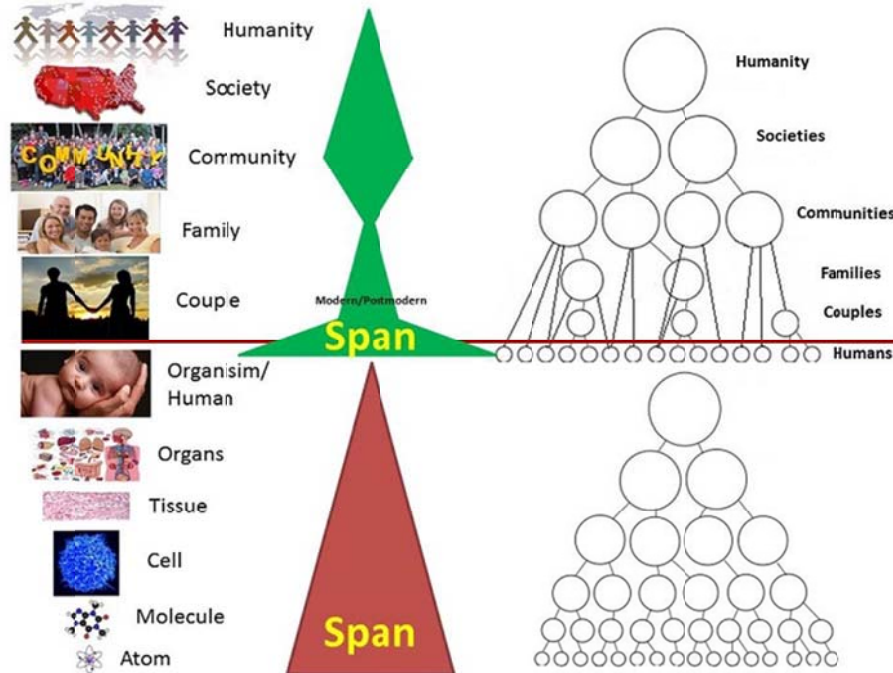 Humanity
Society
COMMUNITY
Community
Family
Couple
Organisim/
Human
Organs
Tissue
Cell
Molecule
Atom
Modern/Postmodern
Span
Span
Humanity
Societies
Communities
Families
Couples
Humans